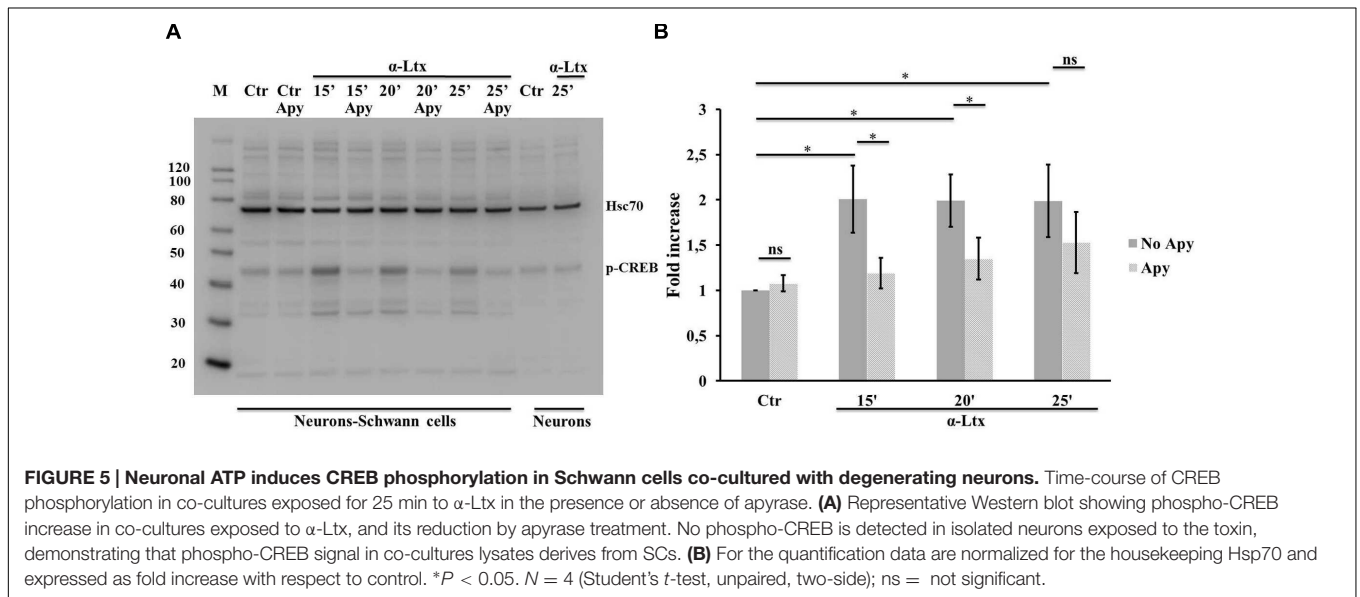 A
α-Ltx
α-Ltx
M Ctr Ctr 15' 15' 20' 20' 25' 25' Ctr 25'
Apy Apy Apy Apy
120
100
80
60
50
40
30
20
Hsc70
p-CREB
Neurons-Schwann cells
Neurons
B
ns
*
*
*
*
*
ns
Fold increase
3
2,5
2
1,5
1
0,5
0
Ctr
15'
20'
25'
α-Ltx
No Apy
Apy
FIGURE 5 | Neuronal ATP induces CREB phosphorylation in Schwann cells co-cultured with degenerating neurons. Time-course of CREB
phosphorylation in co-cultures exposed for 25 min to α-Ltx in the presence or absence of apyrase. (A) Representative Western blot showing phospho-CREB
increase in co-cultures exposed to α-Ltx, and its reduction by apyrase treatment. No phospho-CREB is detected in isolated neurons exposed to the toxin,
demonstrating that phospho-CREB signal in co-cultures lysates derives from SCs. (B) For the quantification data are normalized for the housekeeping Hsp70 and
expressed as fold increase with respect to control. *P < 0.05. N = 4 (Student's t-test, unpaired, two-side); ns = not significant.